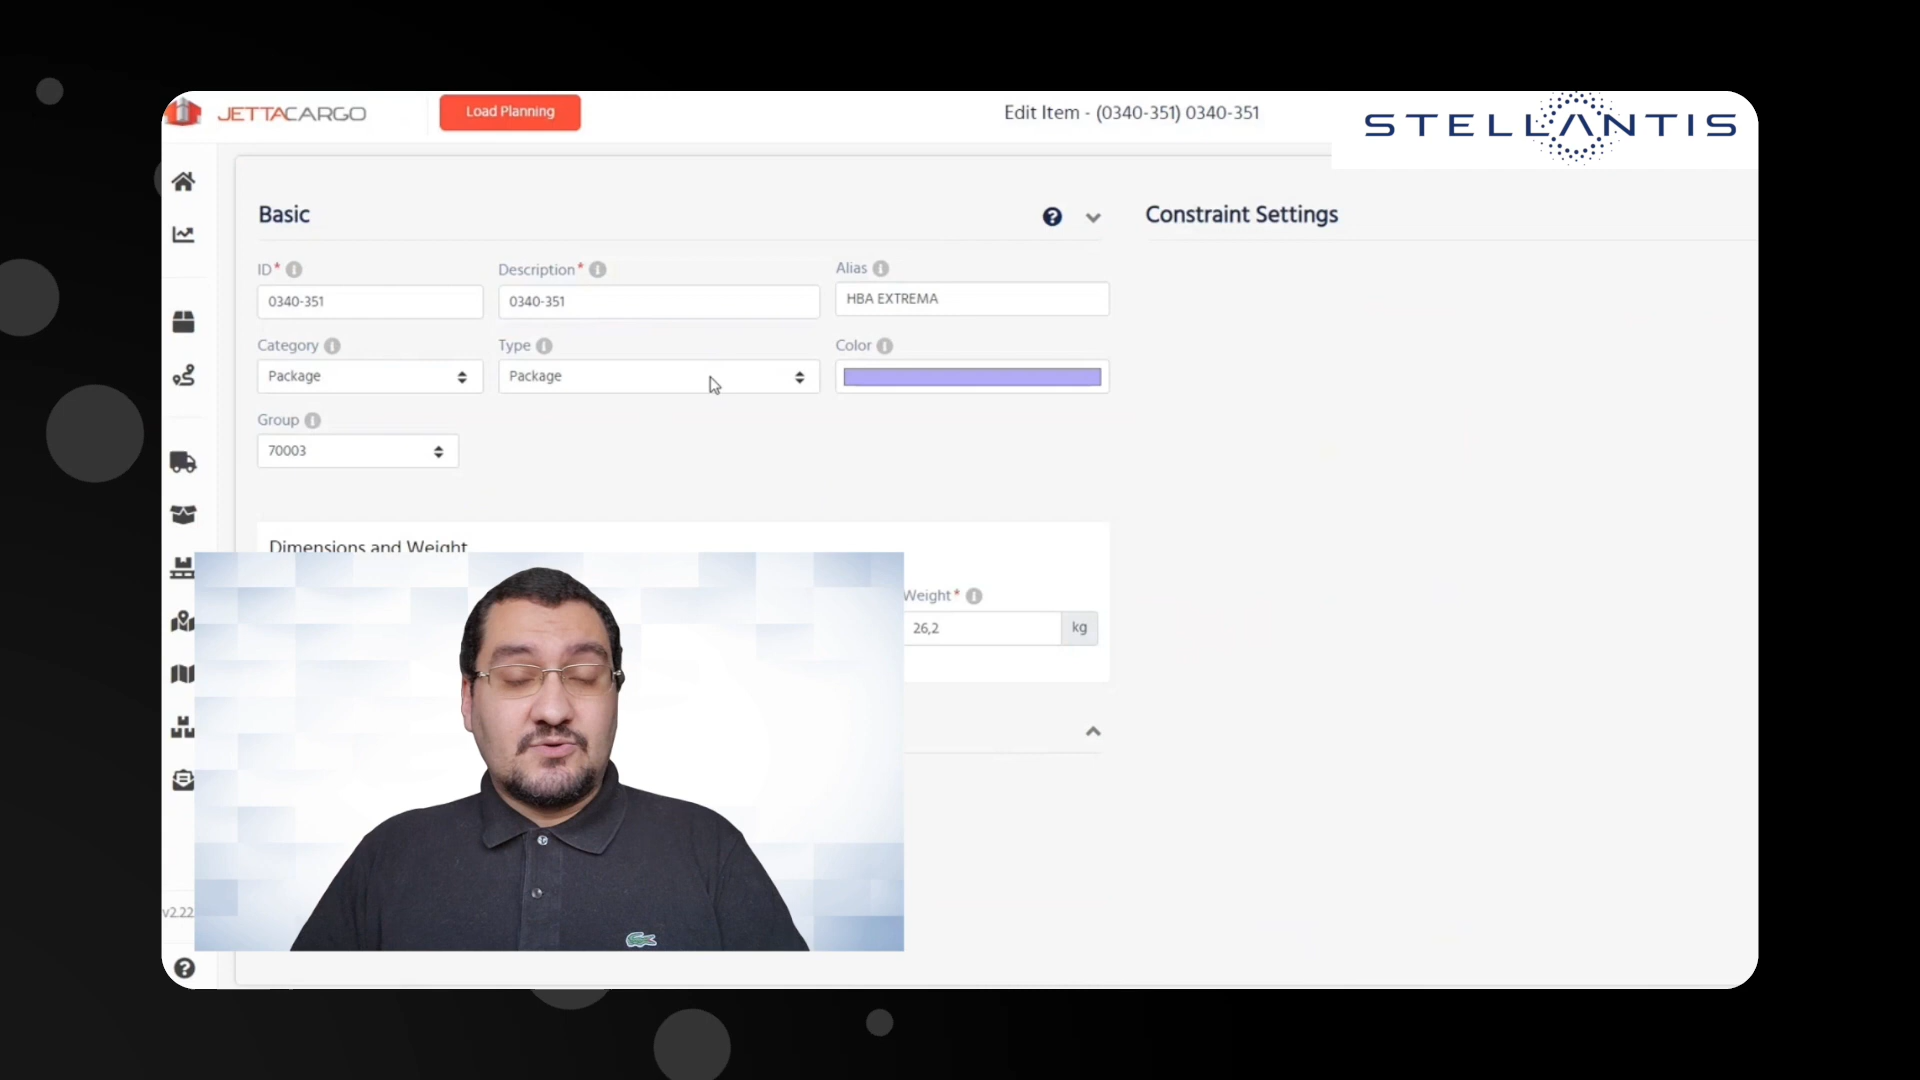 JETTACARGO
Load Planning
Edit Item - (0340-351) 0340-351
STELLANTIS
Basic
Constraint Settings
ID*
Description*
Alias
0340-351
0340-351
HBA EXTREMA
Category
Type
Color
Package
Package
Group
70003
Dimensions and Weight
Weight*
26,2
kg
v2.22